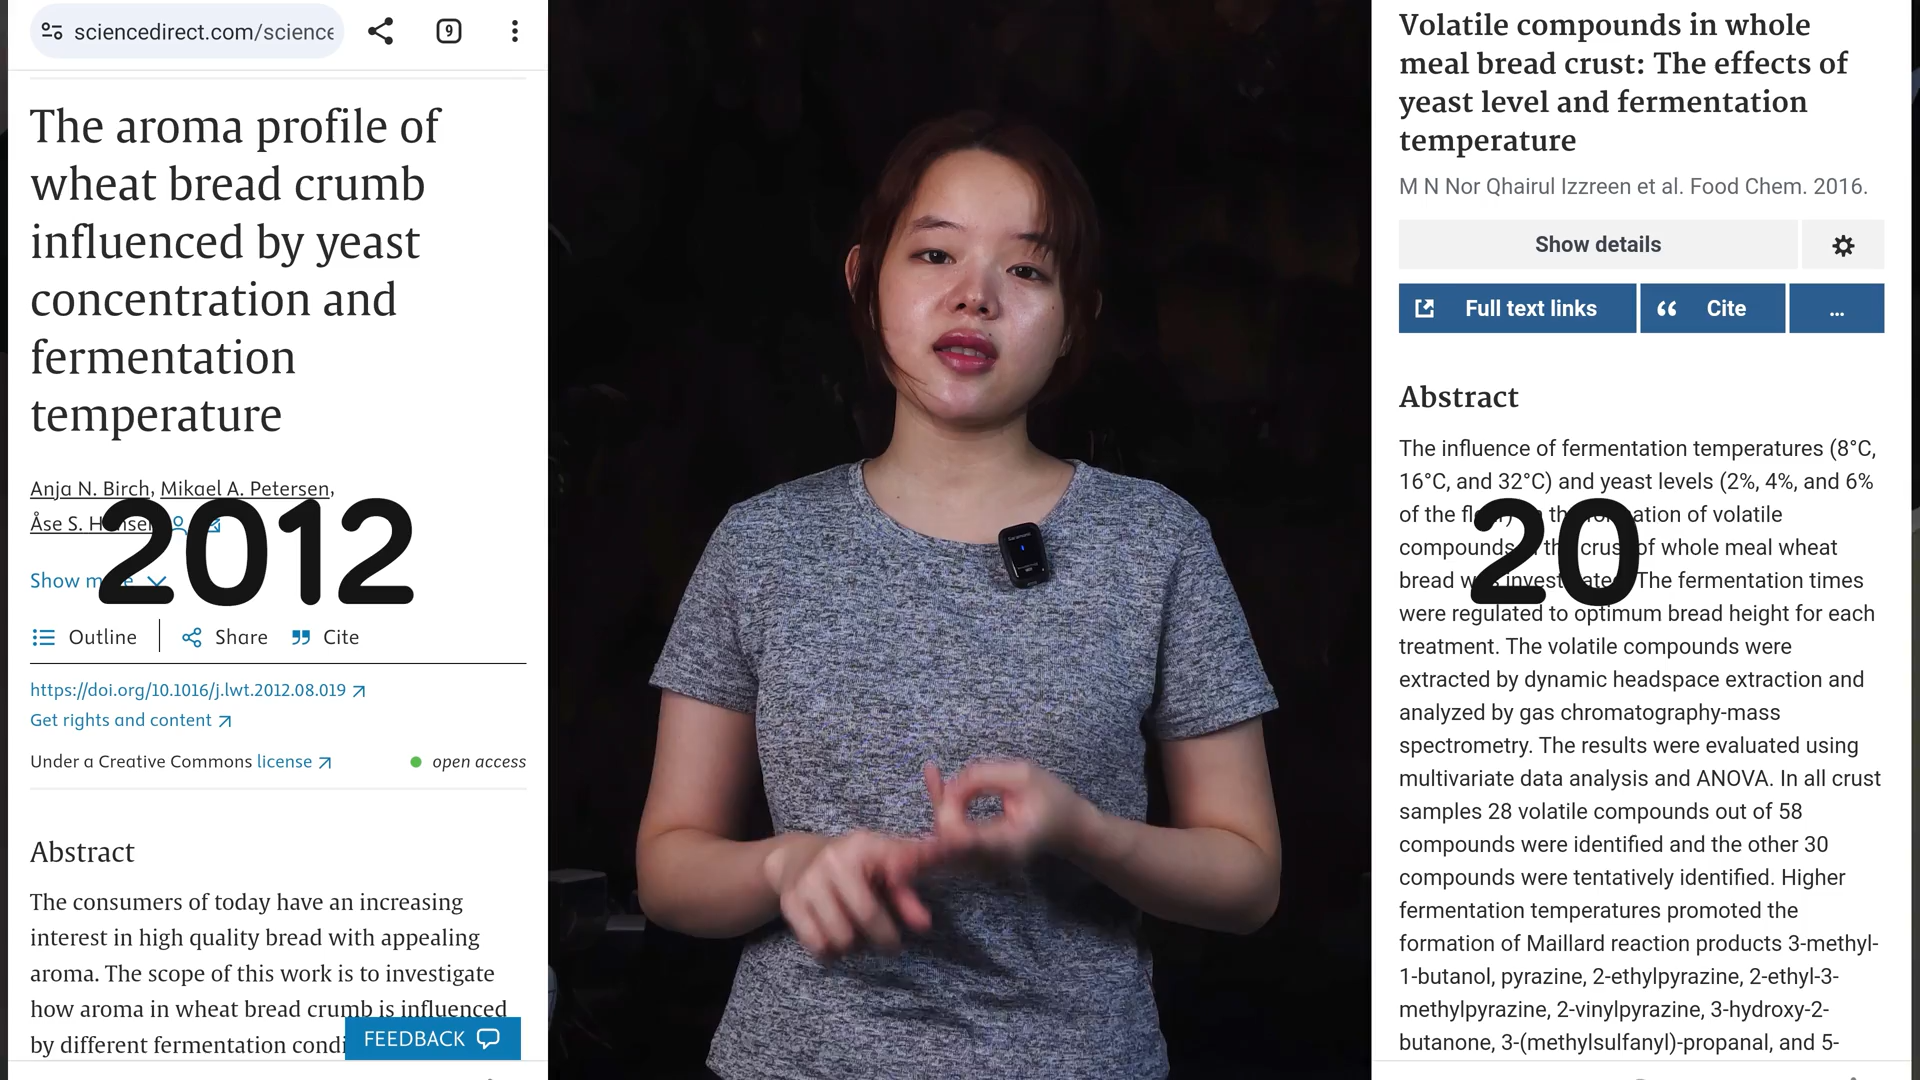 sciencedirect.com/science
9
The aroma profile of
wheat bread crumb
influenced by yeast
concentration and
fermentation
temperature
Anja N. Birch, Mikael A. Petersen,
Åse S.
2012
Show
Outline
Share
Cite
https://doi.org/10.1016/j.lwt.2012.08.019
Get rights and content
Under a Creative Commons license
open access
Abstract
The consumers of today have an increasing
interest in high quality bread with appealing
aroma. The scope of this work is to investigate
how aroma in wheat bread crumb is influenced
by different fermentation
FEEDBACK
Volatile compounds in whole
meal bread crust: The effects of
yeast level and fermentation
temperature
M N Nor Qhairul Izzreen et al. Food Chem. 2016.
Show details
Full text links
Cite
...
Abstract
The influence of fermentation temperatures (8°C,
16°C, and 32°C) and yeast levels (2%, 4%, and 6%
of the of volatile
compounds of whole meal wheat
bread The fermentation times
20
were regulated to optimum bread height for each
treatment. The volatile compounds were
extracted by dynamic headspace extraction and
analyzed by gas chromatography-mass
spectrometry. The results were evaluated using
multivariate data analysis and ANOVA. In all crust
samples 28 volatile compounds out of 58
compounds were identified and the other 30
compounds were tentatively identified. Higher
fermentation temperatures promoted the
formation of Maillard reaction products 3-methyl-
1-butanol, pyrazine, 2-ethylpyrazine, 2-ethyl-3-
methylpyrazine, 2-vinylpyrazine, 3-hydroxy-2-
butanone, 3-(methylsulfanyl)-propanal, and 5-